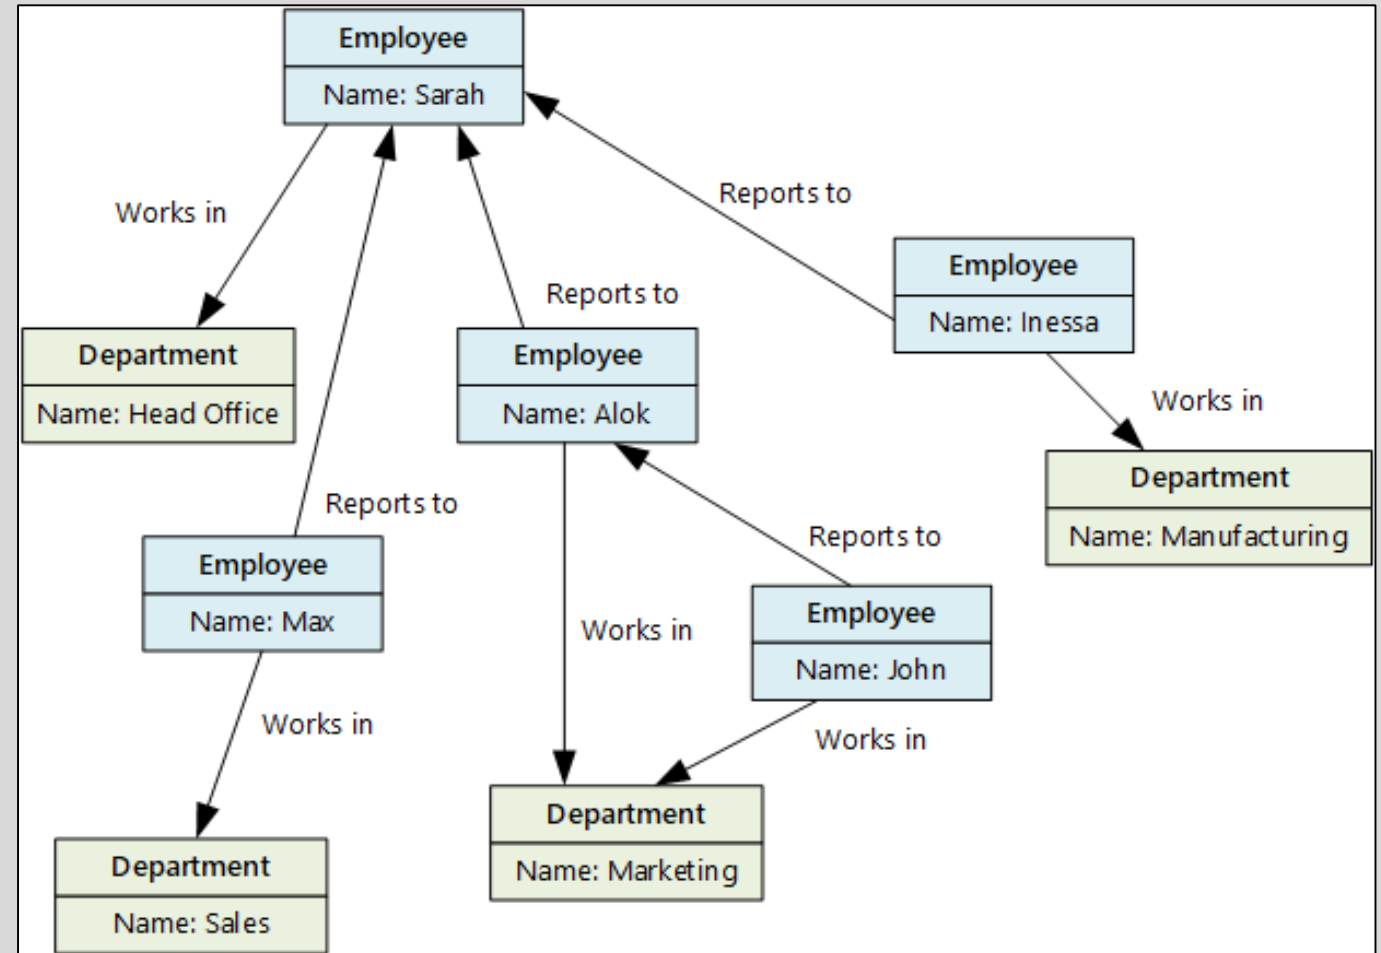 Employee
Name: Sarah
Works in
Reports to
Reports to
Employee
Name: Inessa
Department
Name: Head Office
Employee
Name: Alok
Works in
Department
Name: Manufacturing
Reports to
Reports to
Employee
Name: Max
Works in
Employee
Name: John
Works in
Works in
Department
Name: Marketing
Department
Name: Sales